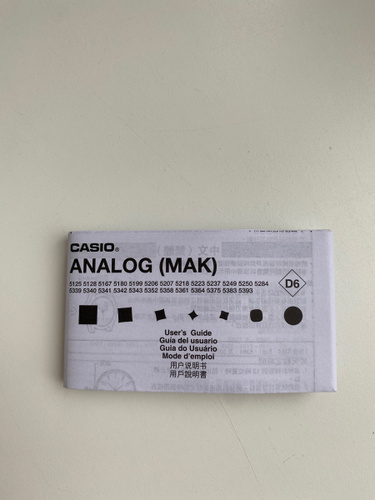 CASIO®
ANALOG (MAK)
5125 5128 5167 5180 5199 5206 5207 5218 5223 5237 5249 5250 5284
5339 5340 5341 5342 5343 5352 5358 5361 5364 5375 5383 5393
D6
User's Guide
Guía del usuario
Guia do Usuário
Mode d'emploi
用户说明书
用戶說明書